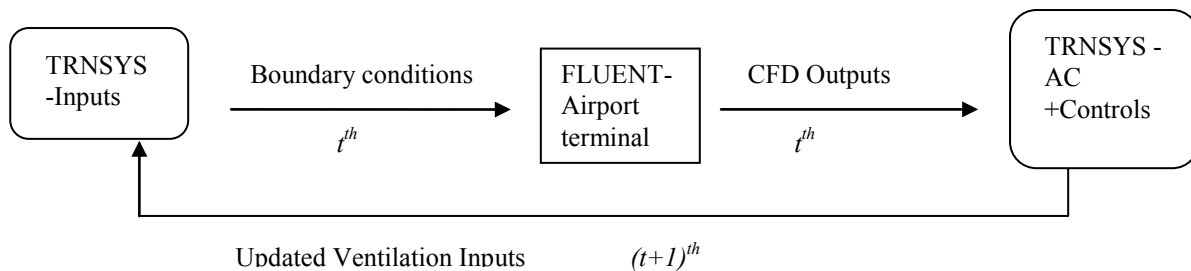 TRNSYS
-Inputs
Boundary conditions
t^th
FLUENT-
Airport
terminal
CFD Outputs
t^th
TRNSYS -
AC
+Controls
Updated Ventilation Inputs (t+1)^th